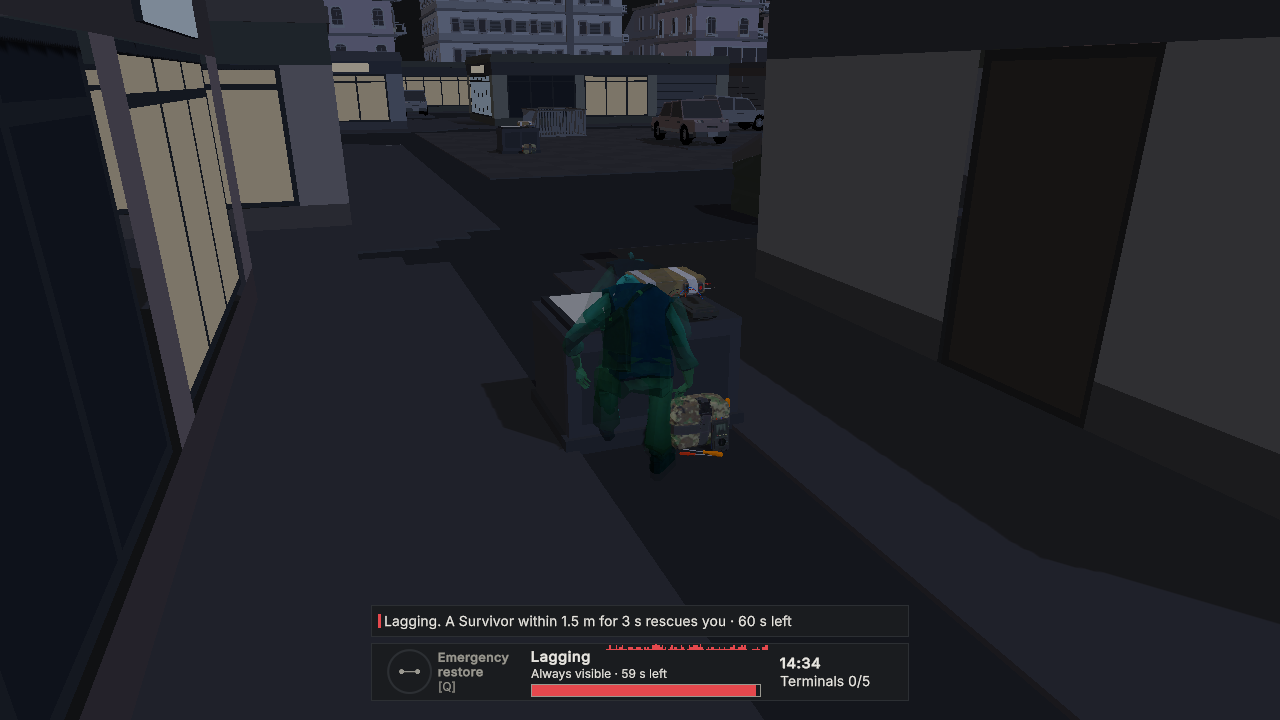 Lagging. A Survivor within 1.5 m for 3 s rescues you · 60 s left
Emergency
restore
[Q]
Lagging
Always visible · 59 s left
14:34
Terminals 0/5